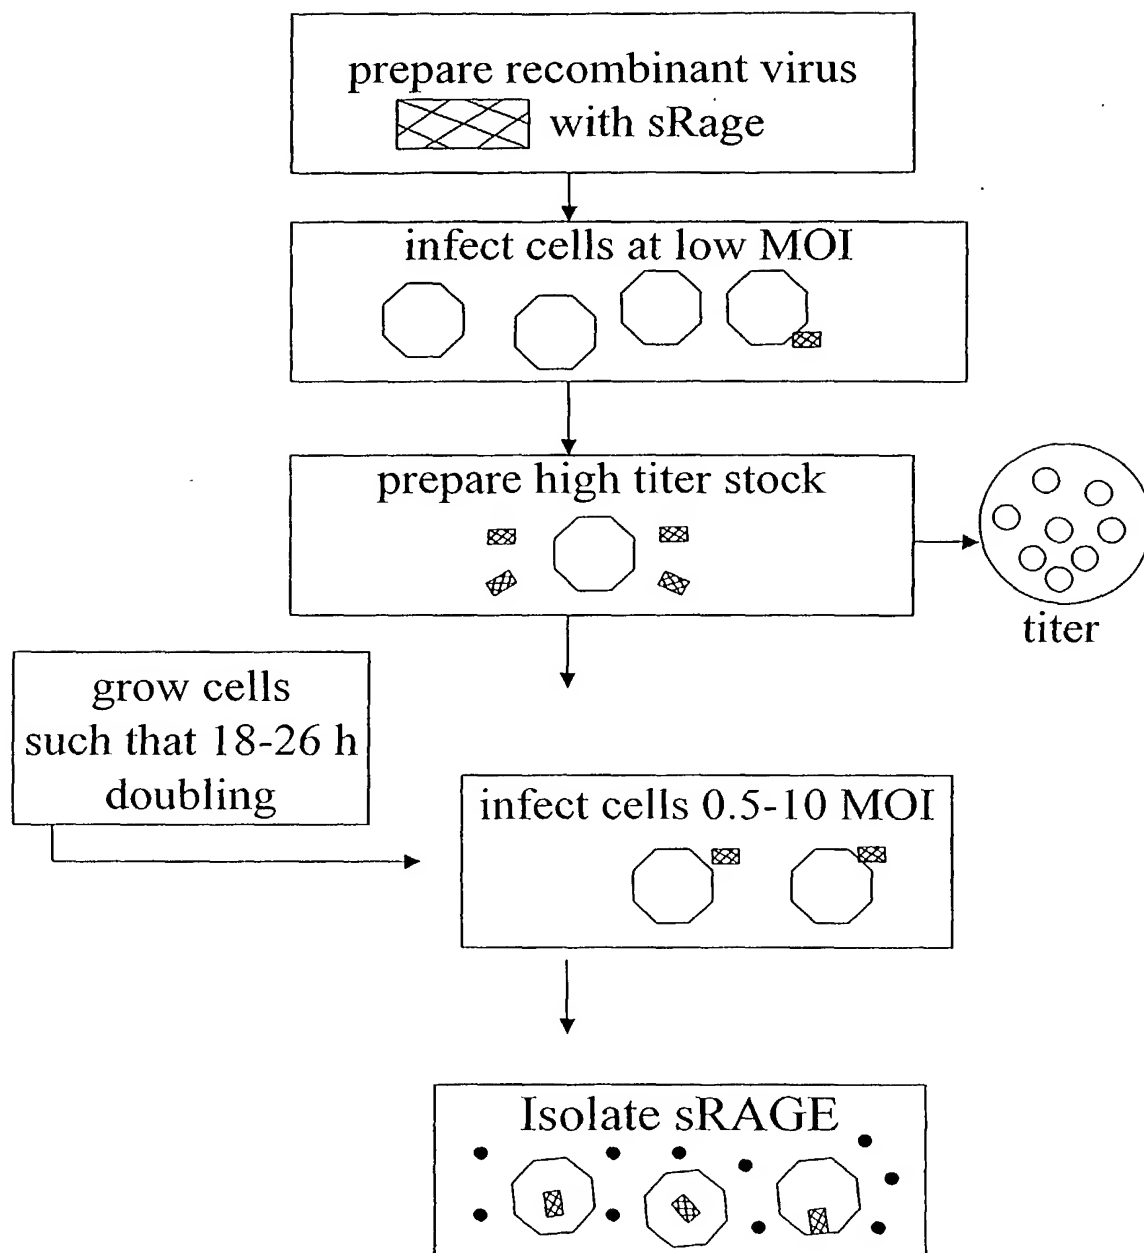 prepare recombinant virus
with sRage
infect cells at low MOI
prepare high titer stock
titer
grow cells
such that 18-26 h
doubling
infect cells 0.5-10 MOI
Isolate sRAGE